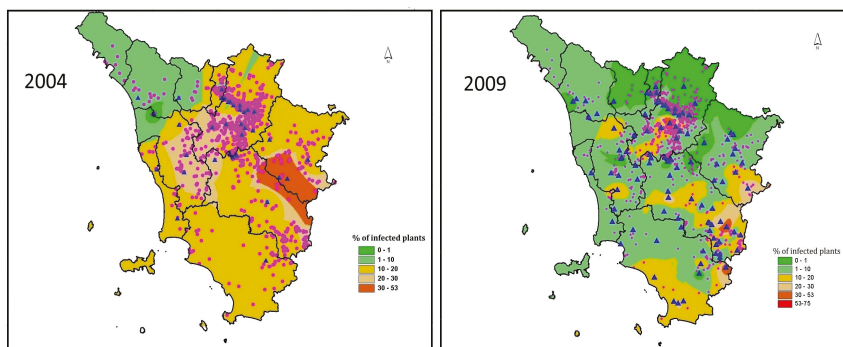 2004
N
% of infected plants
0 - 1
1 - 10
10 - 20
20 - 30
30 - 53
2009
N
% of infected plants
0 - 1
1 - 10
10 - 20
20 - 30
30 - 53
53-75